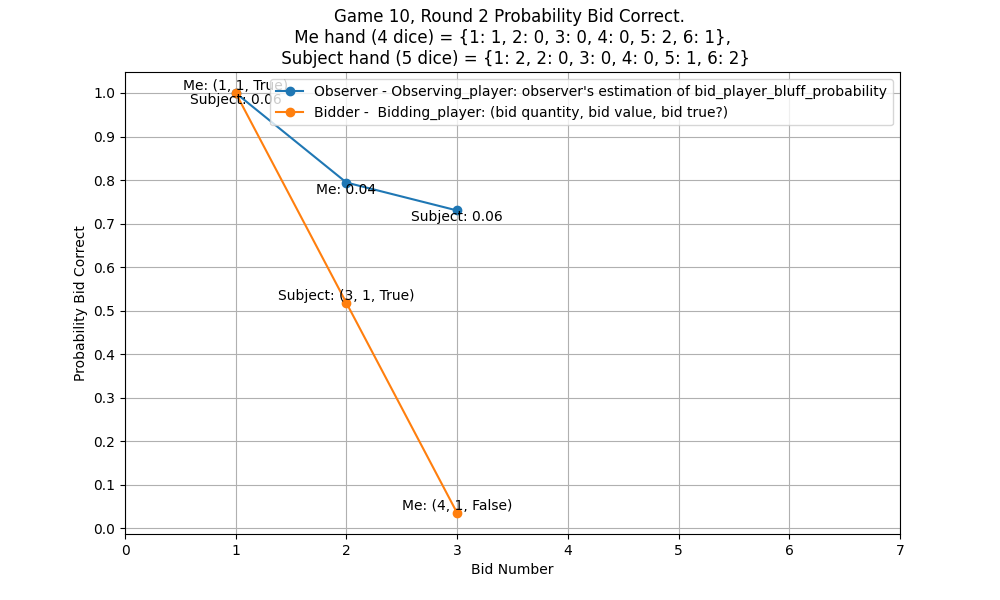 Game 10, Round 2 Probability Bid Correct.
Me hand (4 dice) = {1: 1, 2: 0, 3: 0, 4: 0, 5: 2, 6: 1},
Subject hand (5 dice) = {1: 2, 2: 0, 3: 0, 4: 0, 5: 1, 6: 2}
Me: (1, 1, True)
Subject: 0.06
Observer - Observing_player: observer's estimation of bid_player_bluff_probability
Bidder -  Bidding_player: (bid quantity, bid value, bid true?)
Me: 0.04
Subject: 0.06
Subject: (3, 1, True)
Me: (4, 1, False)
Probability Bid Correct
1.0
0.9
0.8
0.7
0.6
0.5
0.4
0.3
0.2
0.1
0.0
0 1 2 3 4 5 6 7
Bid Number